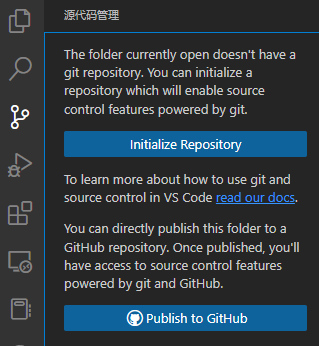 源代码管理
The folder currently open doesn't have a
git repository. You can initialize a
repository which will enable source
control features powered by git.
Initialize Repository
To learn more about how to use git and
source control in VS Code read our docs.
You can directly publish this folder to a
GitHub repository. Once published, you'll
have access to source control features
powered by git and GitHub.
Publish to GitHub